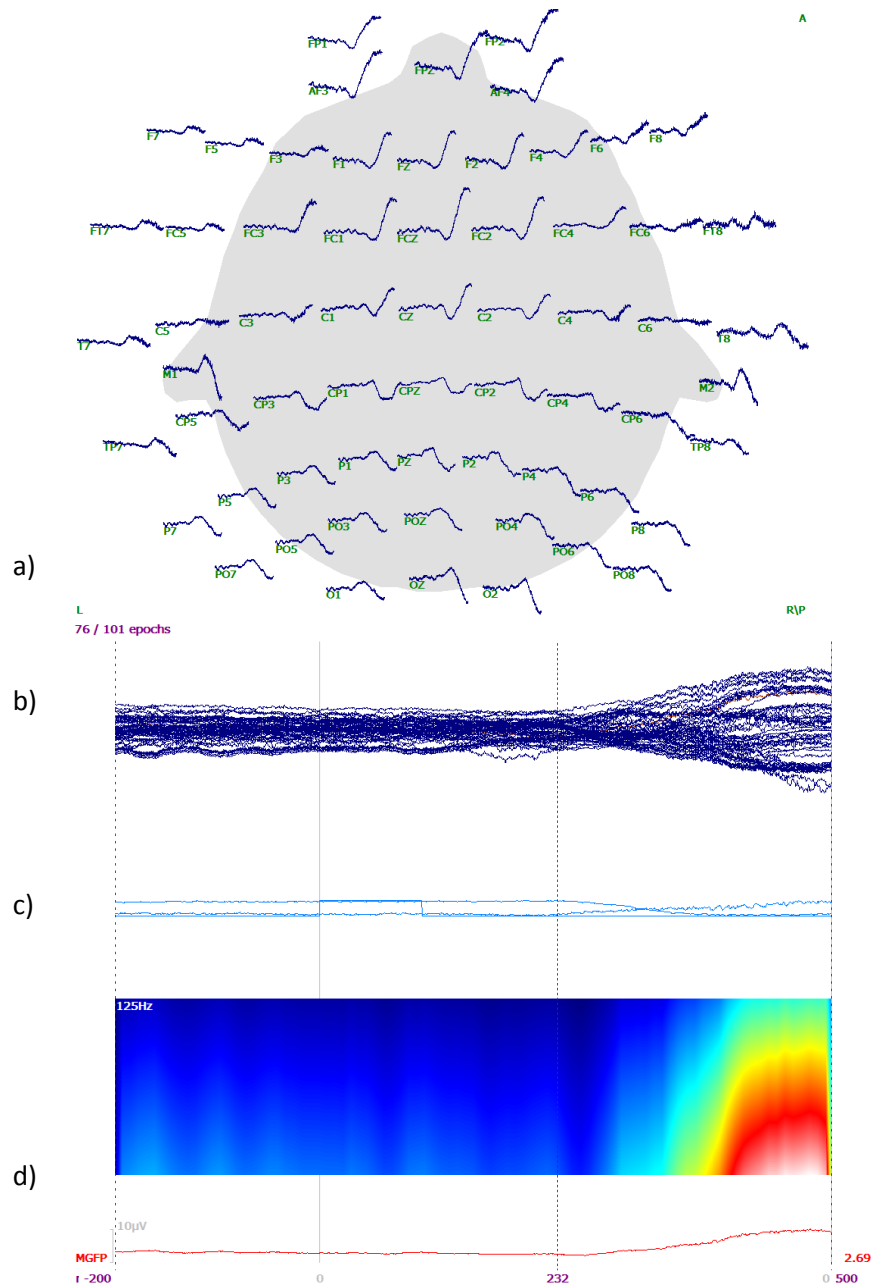 A
FP1 FPZ FP2
AF3 AF4
F7 F5 F3 F1 FZ F2 F4 F6 F8
FT7 FC5 FC3 FC1 FCZ FC2 FC4 FC6 FT8
T7 C5 C3 C1 CZ C2 C4 C6 T8
M1 M2
TP7 CP5 CP3 CP1 CPZ CP2 CP4 CP6 TP8
P7 P5 P3 P1 PZ P2 P4 P6 P8
PO7 PO5 PO3 POZ PO4 PO6 PO8
O1 OZ O2
a)
L R\P
76 / 101 epochs
b)
c)
125Hz
d)
10µV
MGFP 2.69
-200 0 232 0 500